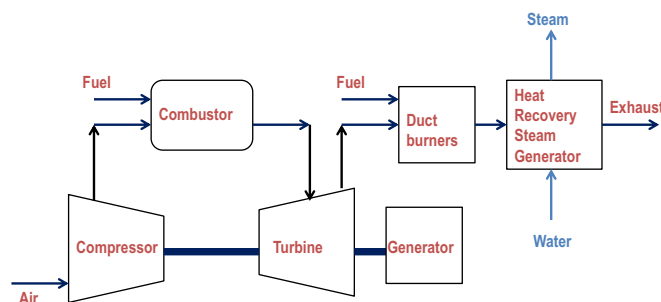 Steam
Fuel
Fuel
Combustor
Duct
burners
Heat
Recovery
Steam
Generator
Exhaust
Compressor
Turbine
Generator
Water
Air